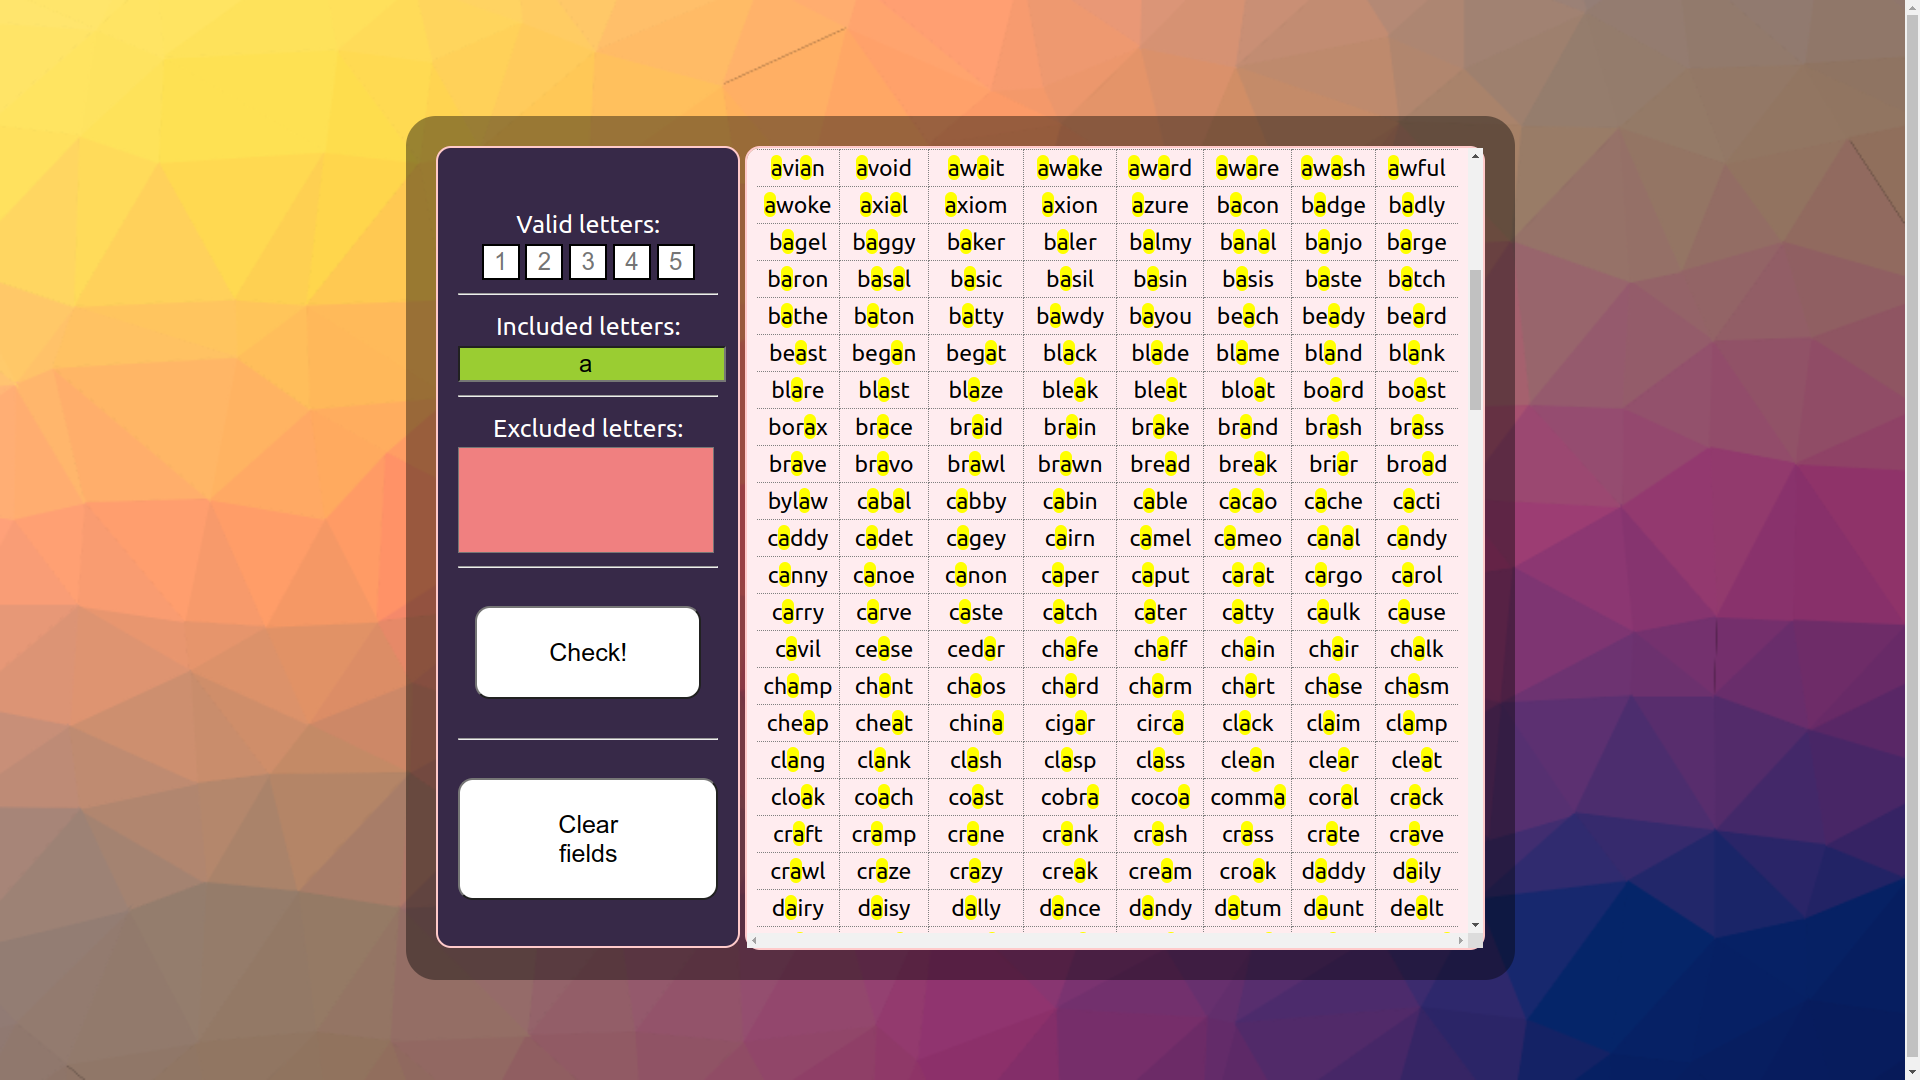 Valid letters:
1 2 3 4 5
Included letters:
a
Excluded letters:
Check!
Clear
fields
avian avoid await awake award aware awash awful
awoke axial axiom axion azure bacon badge badly
bagel baggy baker baler balmy banal banjo barge
baron basal basic basil basin basis baste batch
bathe baton batty bawdy bayou beach beady beard
beast began begat black blade blame bland blank
blare blast blaze bleak bleat bloat board boast
borax brace braid brain brake brand brash brass
brave bravo brawl brawn bread break briar broad
bylaw cabal cabby cabin cable cacao cache cacti
caddy cadet cagey cairn camel cameo canal candy
canny canoe canon caper caput carat cargo carol
carry carve caste catch cater catty caulk cause
cavil cease cedar chafe chaff chain chair chalk
champ chant chaos chard charm chart chase chasm
cheap cheat china cigar circa clack claim clamp
clang clank clash clasp class clean clear cleat
cloak coach coast cobra cocoa comma coral crack
craft cramp crane crank crash crass crate crave
crawl craze crazy creak cream croak daddy daily
dairy daisy dally dance dandy datum daunt dealt